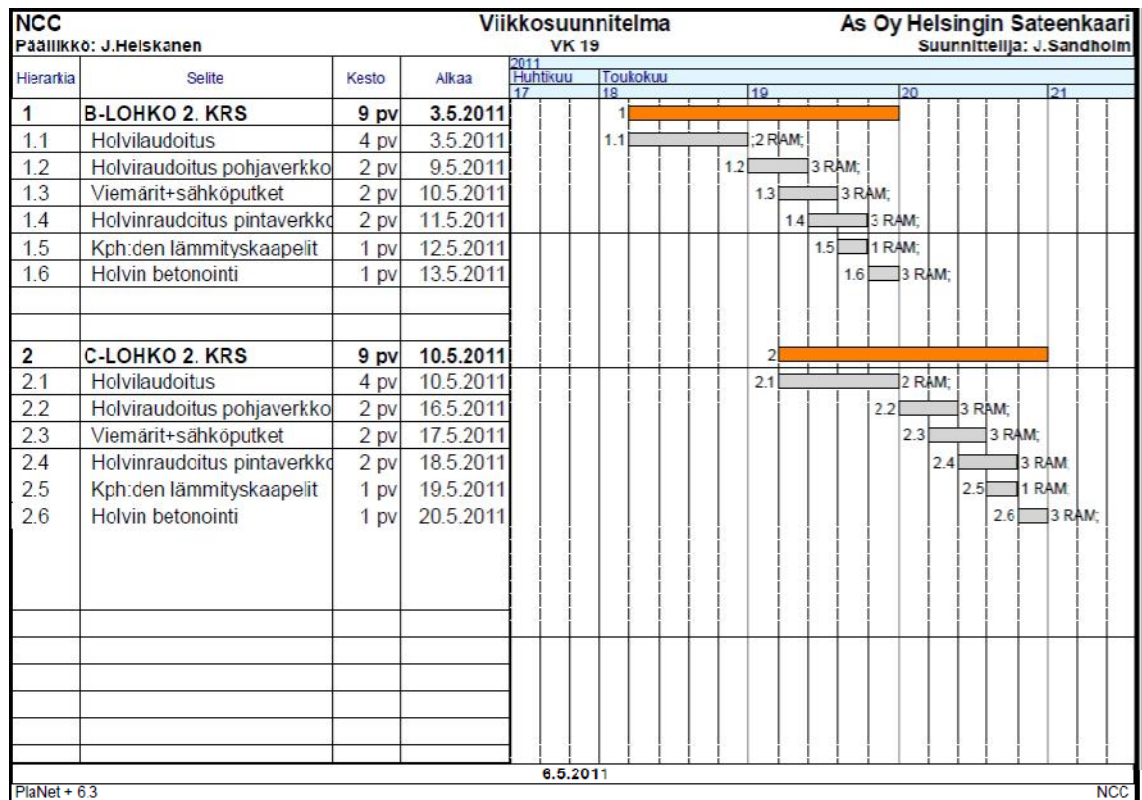 NCC Viikkosuunnitelma As Oy Helsingin Sateenkaari
Päällikkö: J.Heiskanen VK 19 Suunnittelija: J.Sandholm
2011
Hierarkia Selite Kesto Alkaa Huhtikuu Toukokuu
17 18 19 20 21
1 B-LOHKO 2. KRS 9 pv 3.5.2011 1
1.1 Holvilaudoitus 4 pv 3.5.2011 1.1 ;2 RAM;
1.2 Holviraudoitus pohjaverkko 2 pv 9.5.2011 1.2 3 RAM;
1.3 Viemärit+sähköputket 2 pv 10.5.2011 1.3 3 RAM;
1.4 Holvinraudoitus pintaverkko 2 pv 11.5.2011 1.4 3 RAM;
1.5 Kph:den lämmityskaapelit 1 pv 12.5.2011 1.5 1 RAM;
1.6 Holvin betonointi 1 pv 13.5.2011 1.6 3 RAM;
2 C-LOHKO 2. KRS 9 pv 10.5.2011 2
2.1 Holvilaudoitus 4 pv 10.5.2011 2.1 2 RAM;
2.2 Holviraudoitus pohjaverkko 2 pv 16.5.2011 2.2 3 RAM;
2.3 Viemärit+sähköputket 2 pv 17.5.2011 2.3 3 RAM;
2.4 Holvinraudoitus pintaverkko 2 pv 18.5.2011 2.4 3 RAM;
2.5 Kph:den lämmityskaapelit 1 pv 19.5.2011 2.5 1 RAM;
2.6 Holvin betonointi 1 pv 20.5.2011 2.6 3 RAM;
6.5.2011
PlaNet + 6.3 NCC